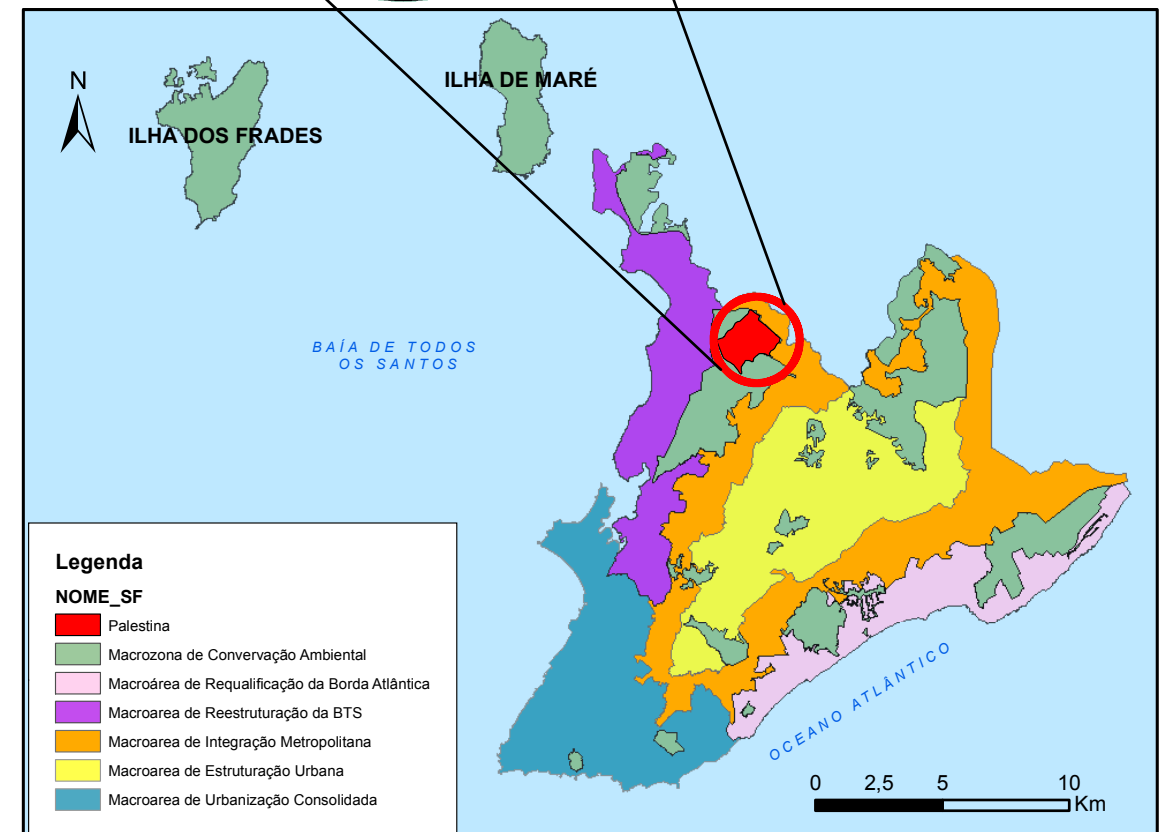 N
ILHA DE MARÉ
ILHA DOS FRADES
BAÍA DE TODOS
OS SANTOS
Legenda
NOME_SF
Palestina
Macrozona de Convervação Ambiental
Macroárea de Requalificação da Borda Atlântica
Macroarea de Reestruturação da BTS
Macroarea de Integração Metropolitana
Macroarea de Estruturação Urbana
Macroarea de Urbanização Consolidada
OCEANO ATLÂNTICO
0 2,5 5 10
Km